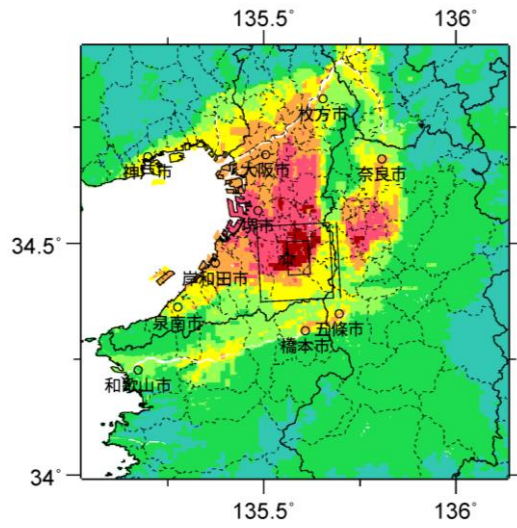 135.5° 136°
枚方市
神戸市 大阪市 奈良市
堺市
34.5°
岸和田市
泉南市 五條市
橋本市
和歌山市
34°
135.5° 136°